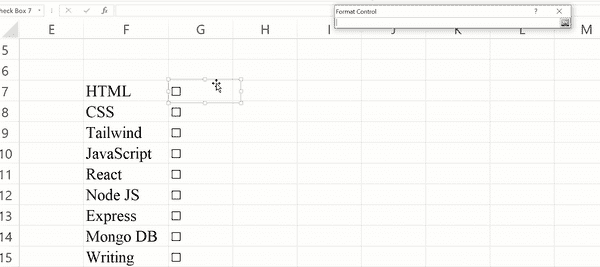 heck Box 7
fx
Format Control
?
E F G H I J K L M
5
6
7 HTML
8 CSS
9 Tailwind
10 JavaScript
11 React
12 Node JS
13 Express
14 Mongo DB
15 Writing